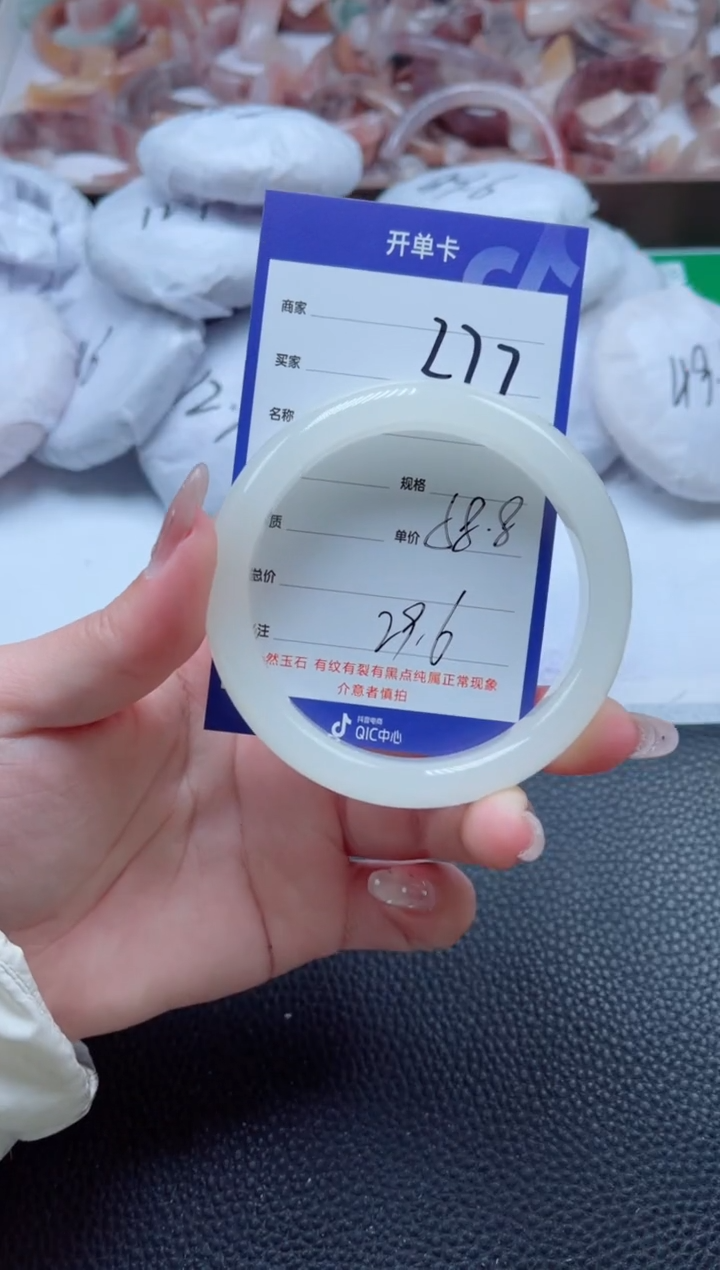 开单卡
商家
277
买家
名称
规格
质
单价 58.8
总价
注 29.6
然玉石 有纹有裂有黑点纯属正常现象
介意者慎拍
抖音电商
QIC中心